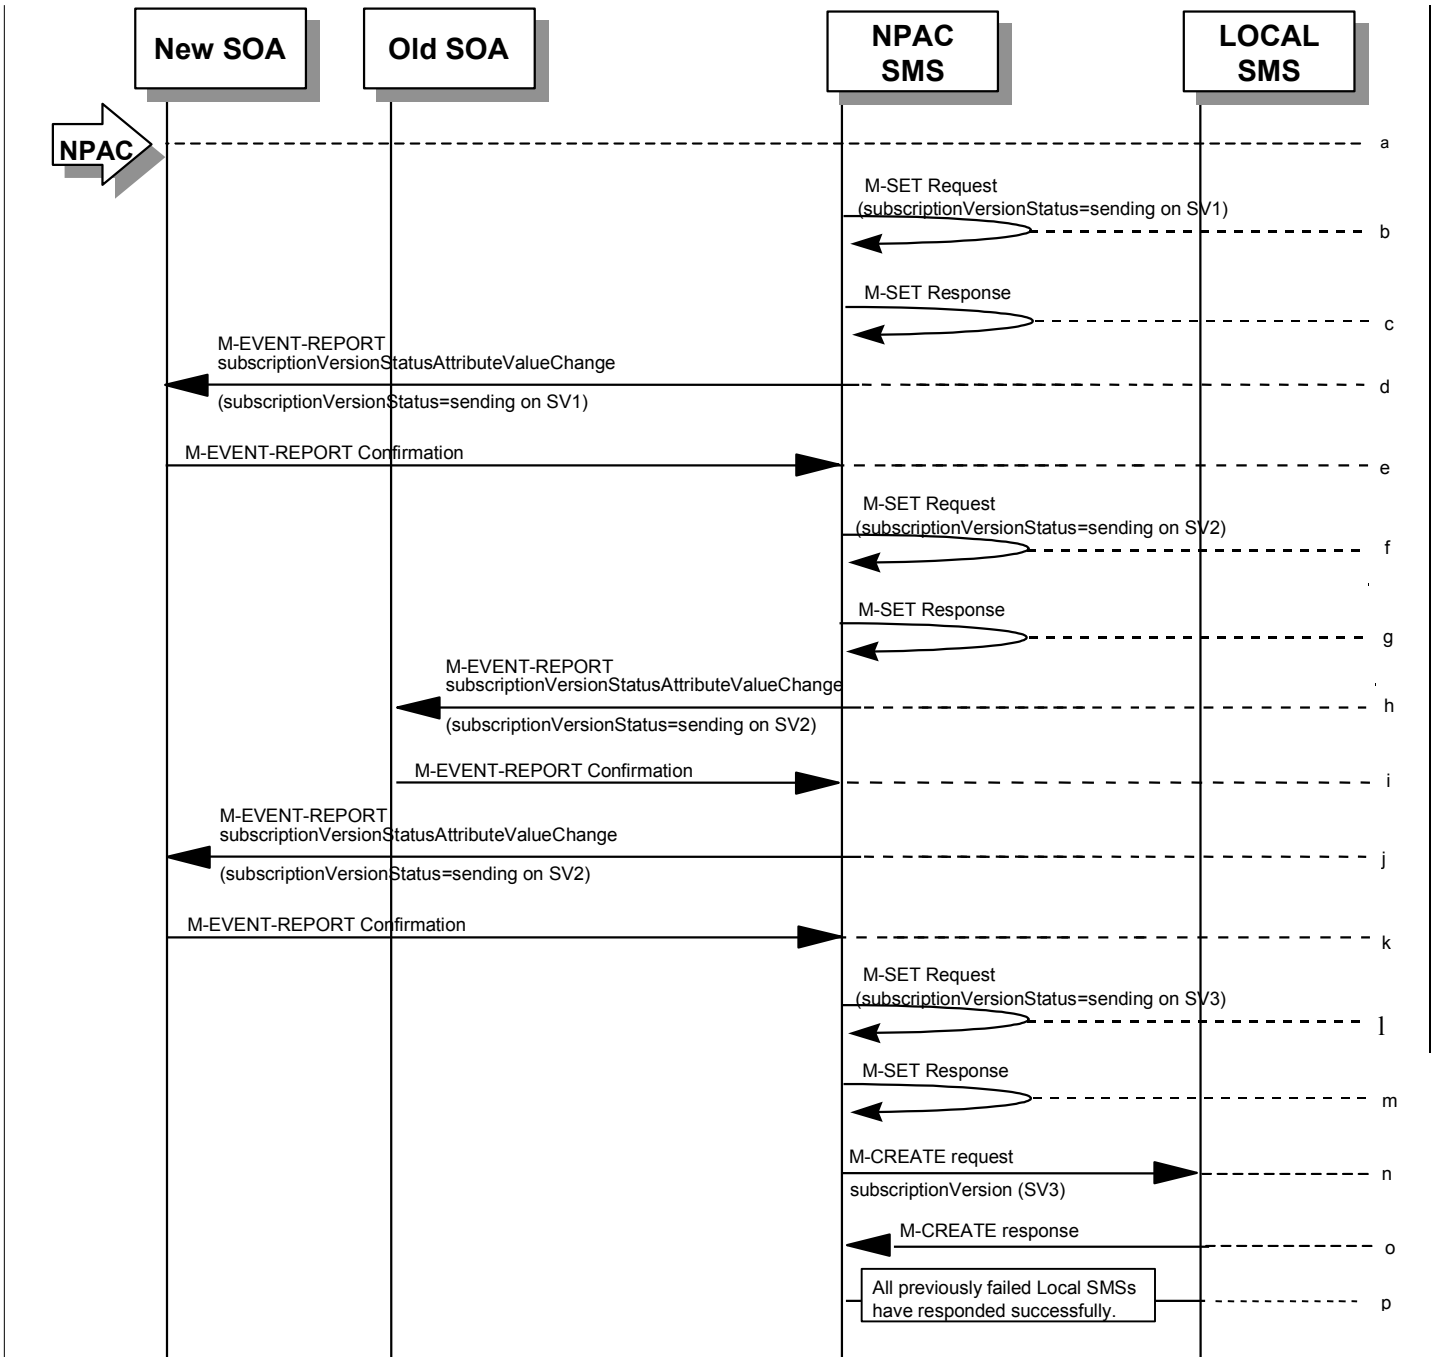 New SOA
Old SOA
NPAC
SMS
LOCAL
SMS
NPAC
a
M-SET Request
(subscriptionVersionStatus=sending on SV1)
b
M-SET Response
c
M-EVENT-REPORT
subscriptionVersionStatusAttributeValueChange
d
(subscriptionVersionStatus=sending on SV1)
M-EVENT-REPORT Confirmation
e
M-SET Request
(subscriptionVersionStatus=sending on SV2)
f
M-SET Response
g
M-EVENT-REPORT
subscriptionVersionStatusAttributeValueChange
h
(subscriptionVersionStatus=sending on SV2)
M-EVENT-REPORT Confirmation
i
M-EVENT-REPORT
subscriptionVersionStatusAttributeValueChange
j
(subscriptionVersionStatus=sending on SV2)
M-EVENT-REPORT Confirmation
k
M-SET Request
(subscriptionVersionStatus=sending on SV3)
l
M-SET Response
m
M-CREATE request
n
subscriptionVersion (SV3)
M-CREATE response
o
All previously failed Local SMSs
have responded successfully.
p